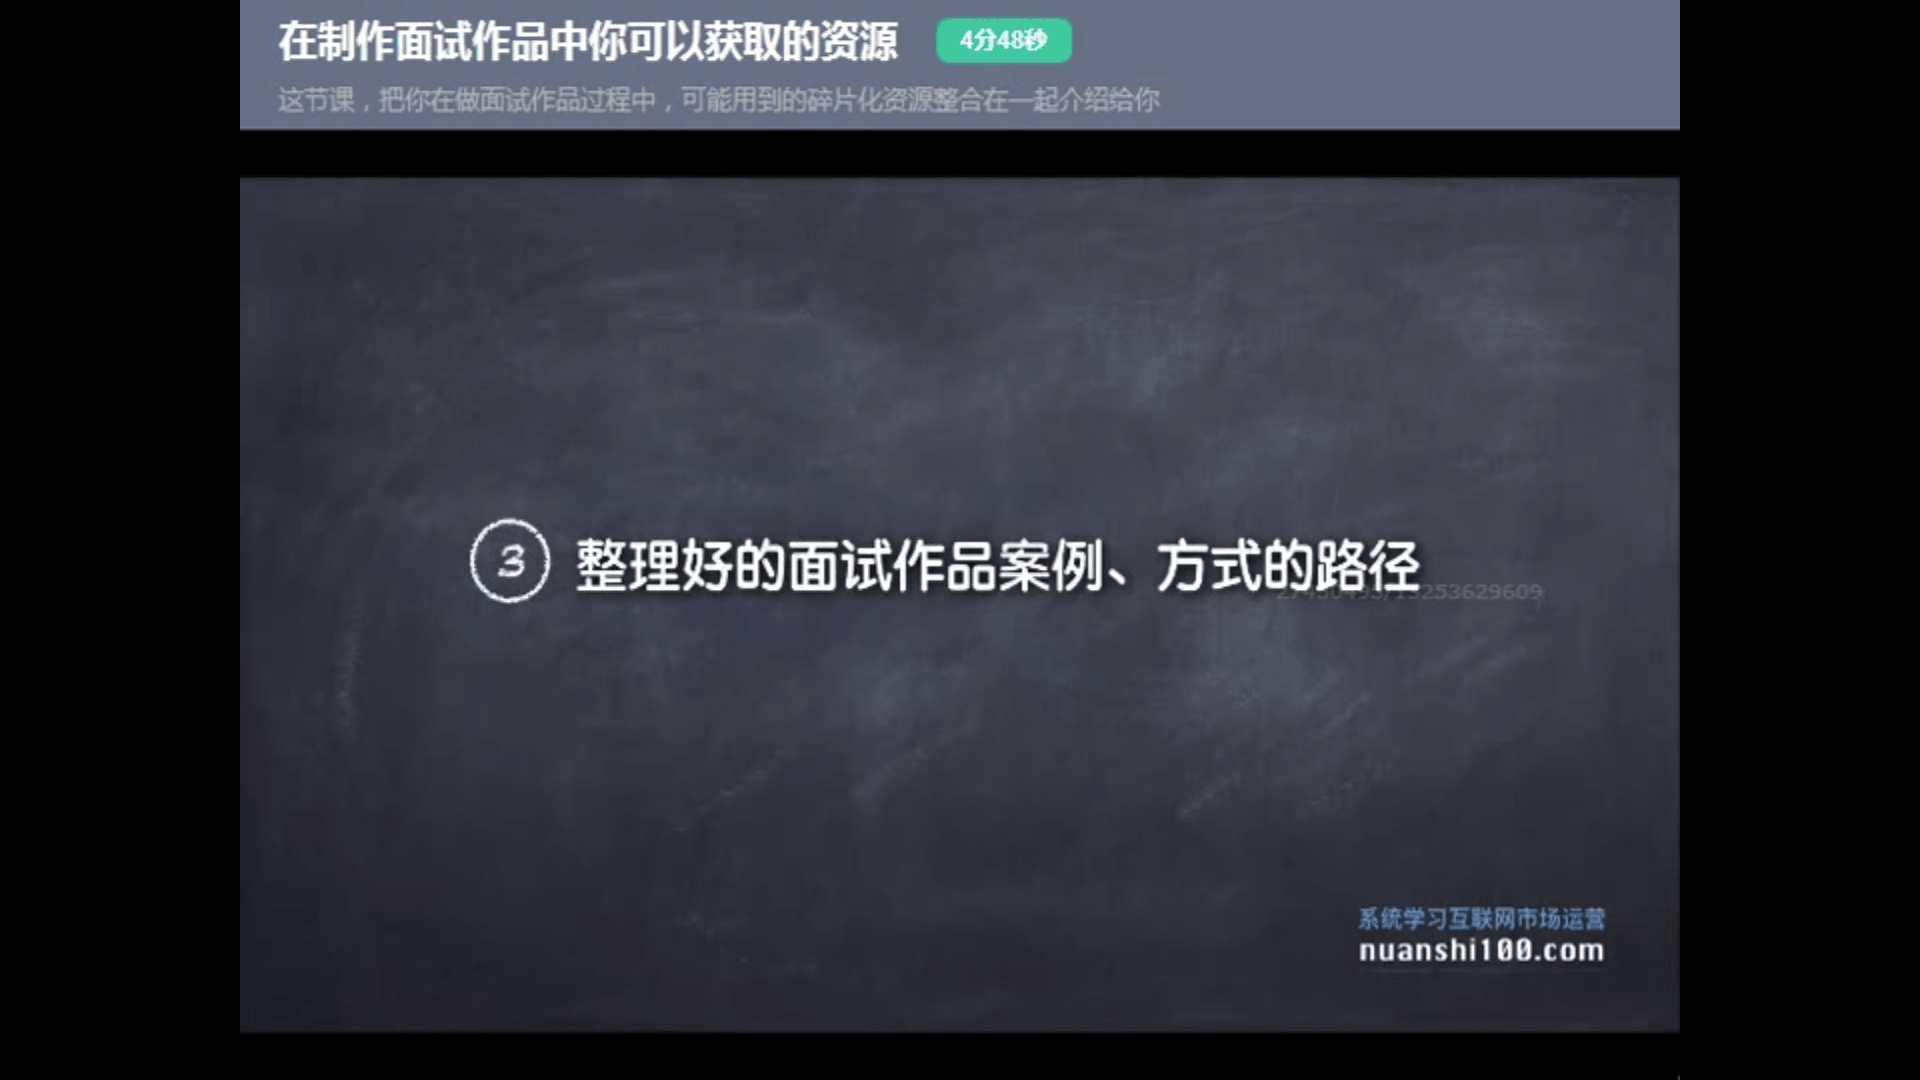 在制作面试作品中你可以获取的资源 4分48秒
这节课，把你在做面试作品过程中，可能用到的碎片化资源整合在一起介绍给你
③ 整理好的面试作品案例、方式的路径
系统学习互联网市场运营
nuanshi100.com